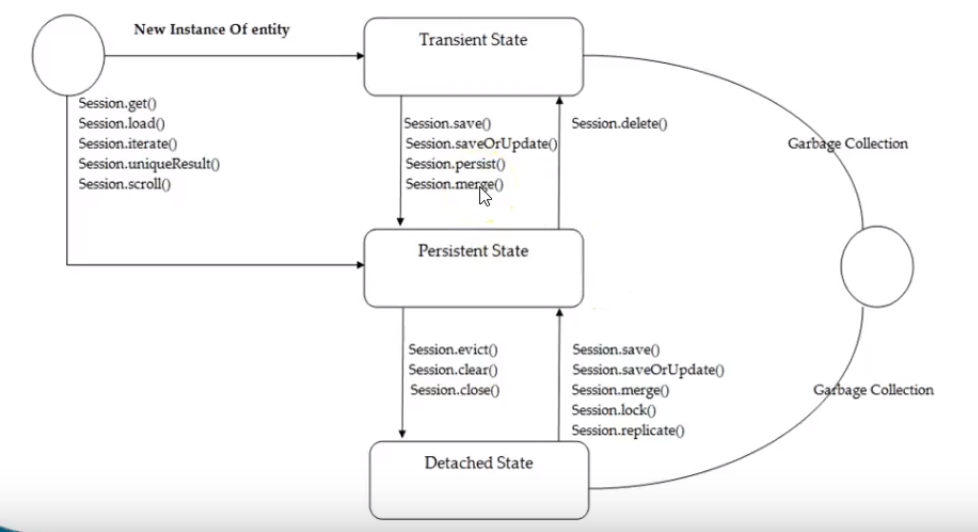 New Instance Of entity
Transient State
Session.get()
Session.load()
Session.iterate()
Session.uniqueResult()
Session.scroll()
Session.save()
Session.saveOrUpdate()
Session.persist()
Session.merge()
Session.delete()
Garbage Collection
Persistent State
Session.evict()
Session.clear()
Session.close()
Session.save()
Session.saveOrUpdate()
Session.merge()
Session.lock()
Session.replicate()
Garbage Collection
Detached State